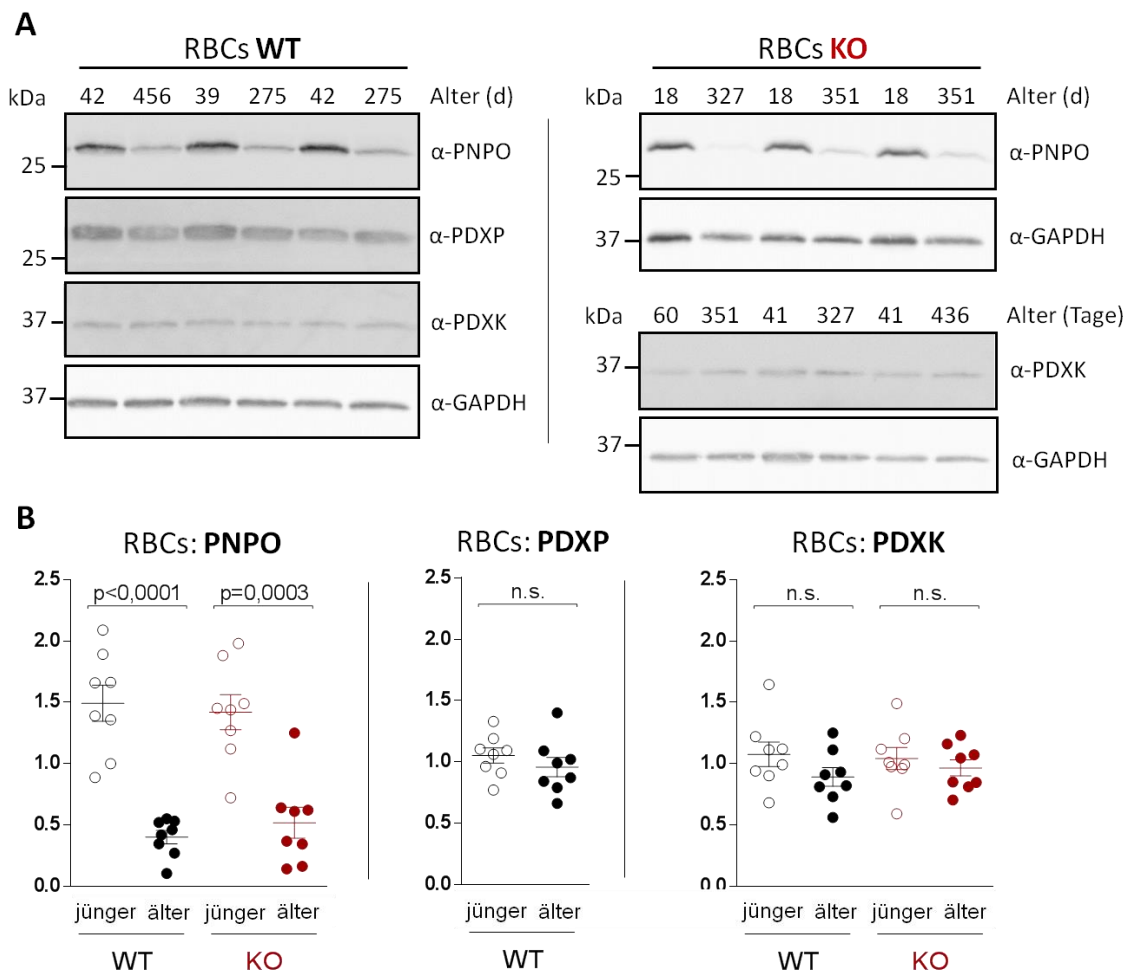 A
RBCs WT
kDa 42 456 39 275 42 275 Alter (d)
α-PNPO
25
α-PDXP
25
α-PDXK
37
α-GAPDH
37
RBCs KO
kDa 18 327 18 351 18 351 Alter (d)
α-PNPO
25
37 α-GAPDH
kDa 60 351 41 327 41 436 Alter (Tage)
37 α-PDXK
37
α-GAPDH
B
RBCs: PNPO
2.5
p<0,0001 p=0,0003
2.0
1.5
1.0
0.5
0.0
jünger älter jünger älter
WT KO
RBCs: PDXP
2.5
n.s.
2.0
1.5
1.0
0.5
0.0
jünger älter
WT
RBCs: PDXK
2.5
n.s. n.s.
2.0
1.5
1.0
0.5
0.0
jünger älter jünger älter
WT KO